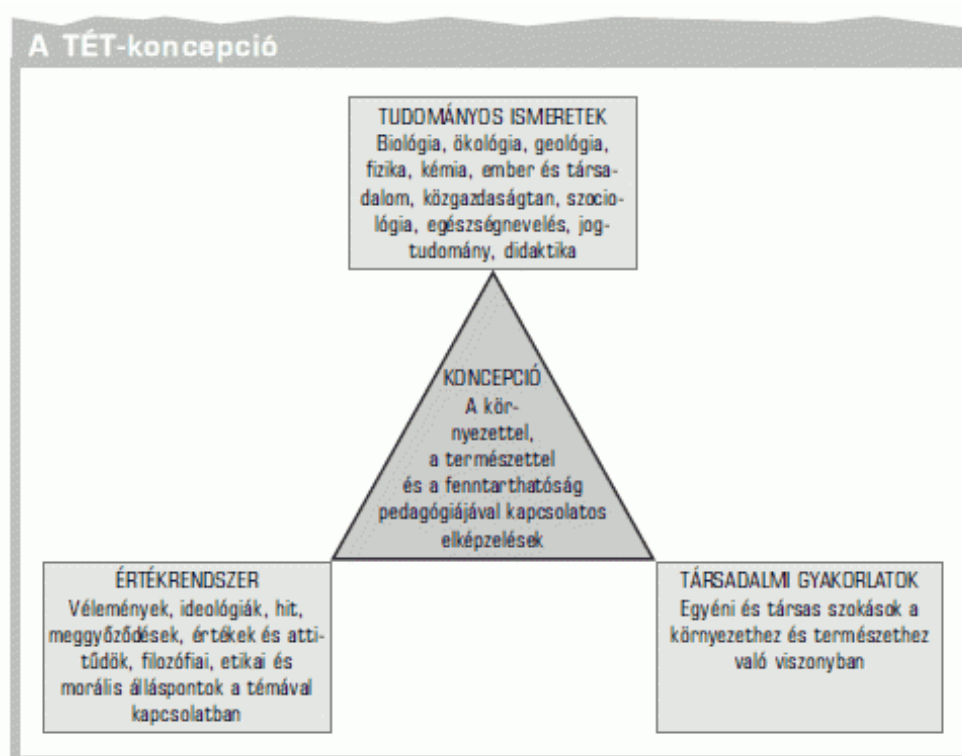 A TÉT-koncepció
TUDOMÁNYOS ISMERETEK
Biológia, ökológia, geológia,
fizika, kémia, ember és társa-
dalom, közgazdaságtan, szocio-
lógia, egészségnevelés, jog-
tudomány, didaktika
KONCEPCIÓ
A kör-
nyezettel,
a természettel
és a fenntarthatóság
pedagógiájával kapcsolatos
elképzelések
ÉRTÉKRENDSZER
Vélemények, ideológiák, hit,
meggyőződések, értékek és atti-
tűdök, filozófiai, etikai és
morális álláspontok a témával
kapcsolatban
TÁRSADALMI GYAKORLATOK
Egyéni és társas szokások a
környezethez és természethez
való viszonyban